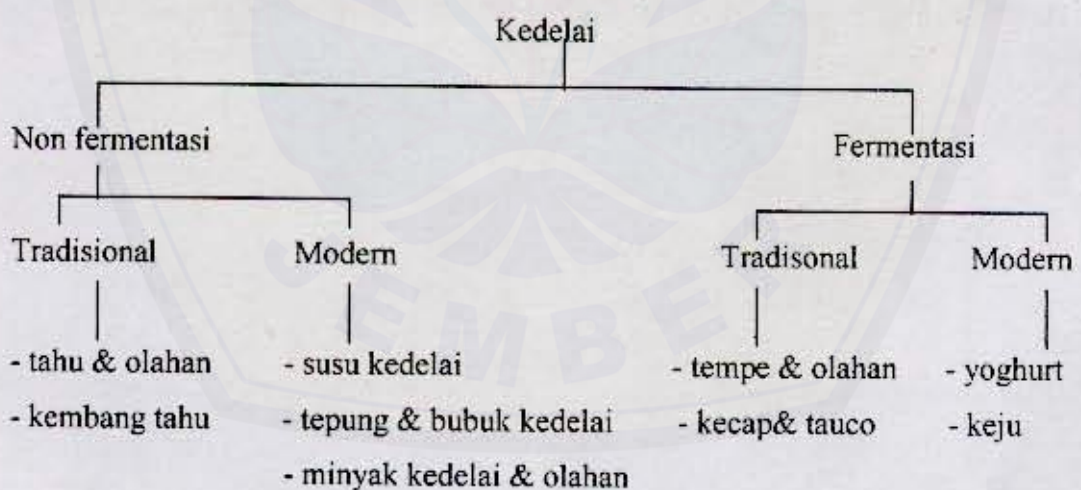 Kedelai
Non fermentasi
Fermentasi
Tradisional
Modern
Tradisonal
Modern
- tahu & olahan
- kembang tahu
- susu kedelai
- tepung & bubuk kedelai
- minyak kedelai & olahan
- tempe & olahan
- kecap& tauco
- yoghurt
- keju
JEMBER